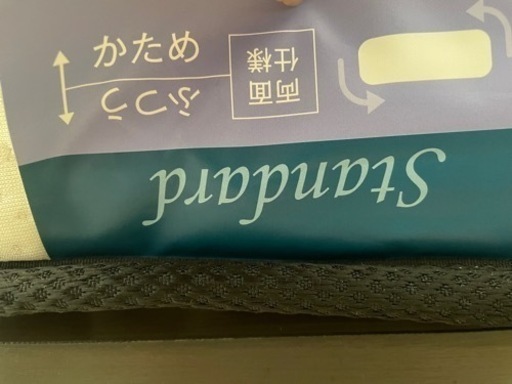 両面
仕様
ふつう
かため
Standard